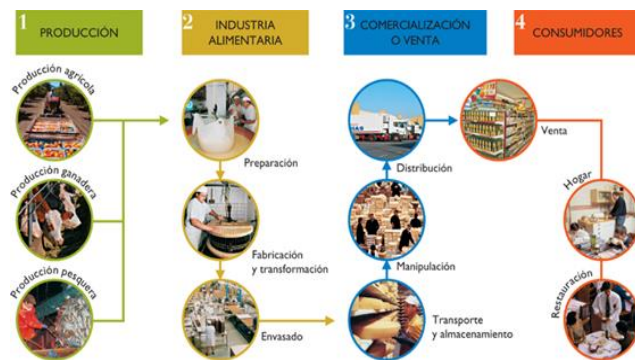 1 PRODUCCIÓN
2 INDUSTRIA
ALIMENTARIA
3 COMERCIALIZACIÓN
O VENTA
4 CONSUMIDORES
Producción agrícola
Producción ganadera
Producción pesquera
Preparación
Fabricación
y transformación
Envasado
Distribución
Manipulación
Transporte
y almacenamiento
Venta
Hogar
Restauración